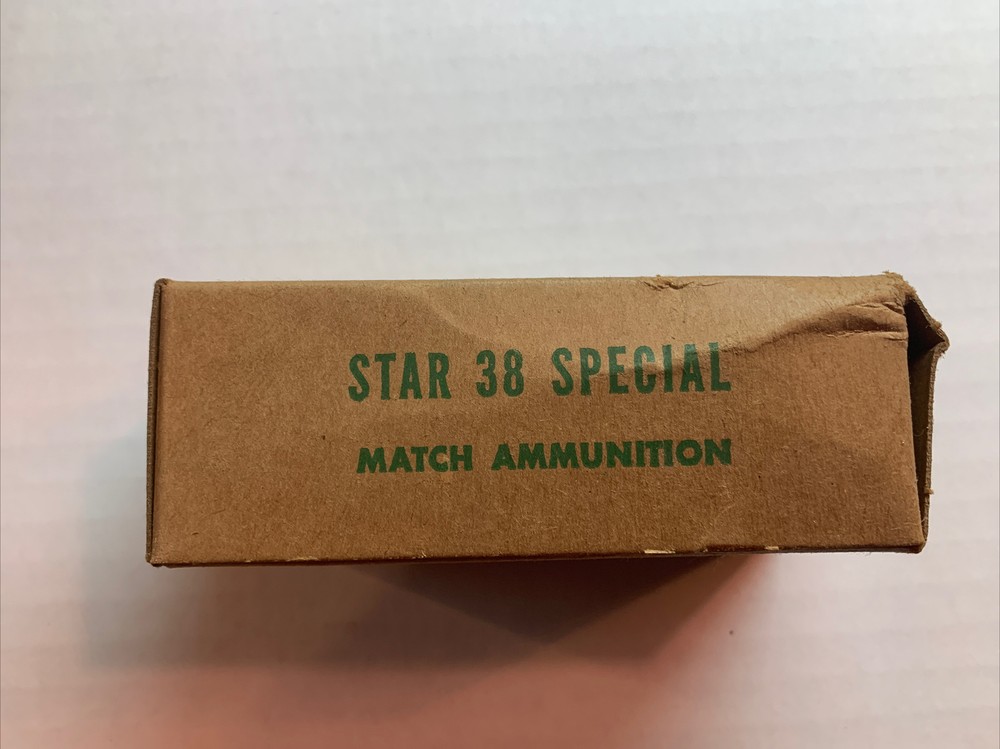 STAR 38 SPECIAL
MATCH AMMUNITION